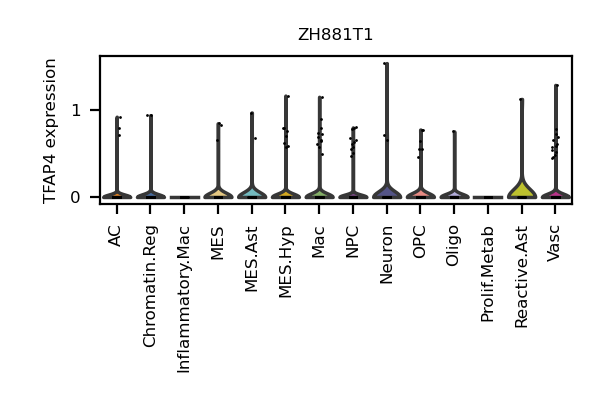 ZH881T1
TFAP4 expression
1
0
AC
Chromatin.Reg
Inflammatory.Mac
MES
MES.Ast
MES.Hyp
Mac
NPC
Neuron
OPC
Oligo
Prolif.Metab
Reactive.Ast
Vasc